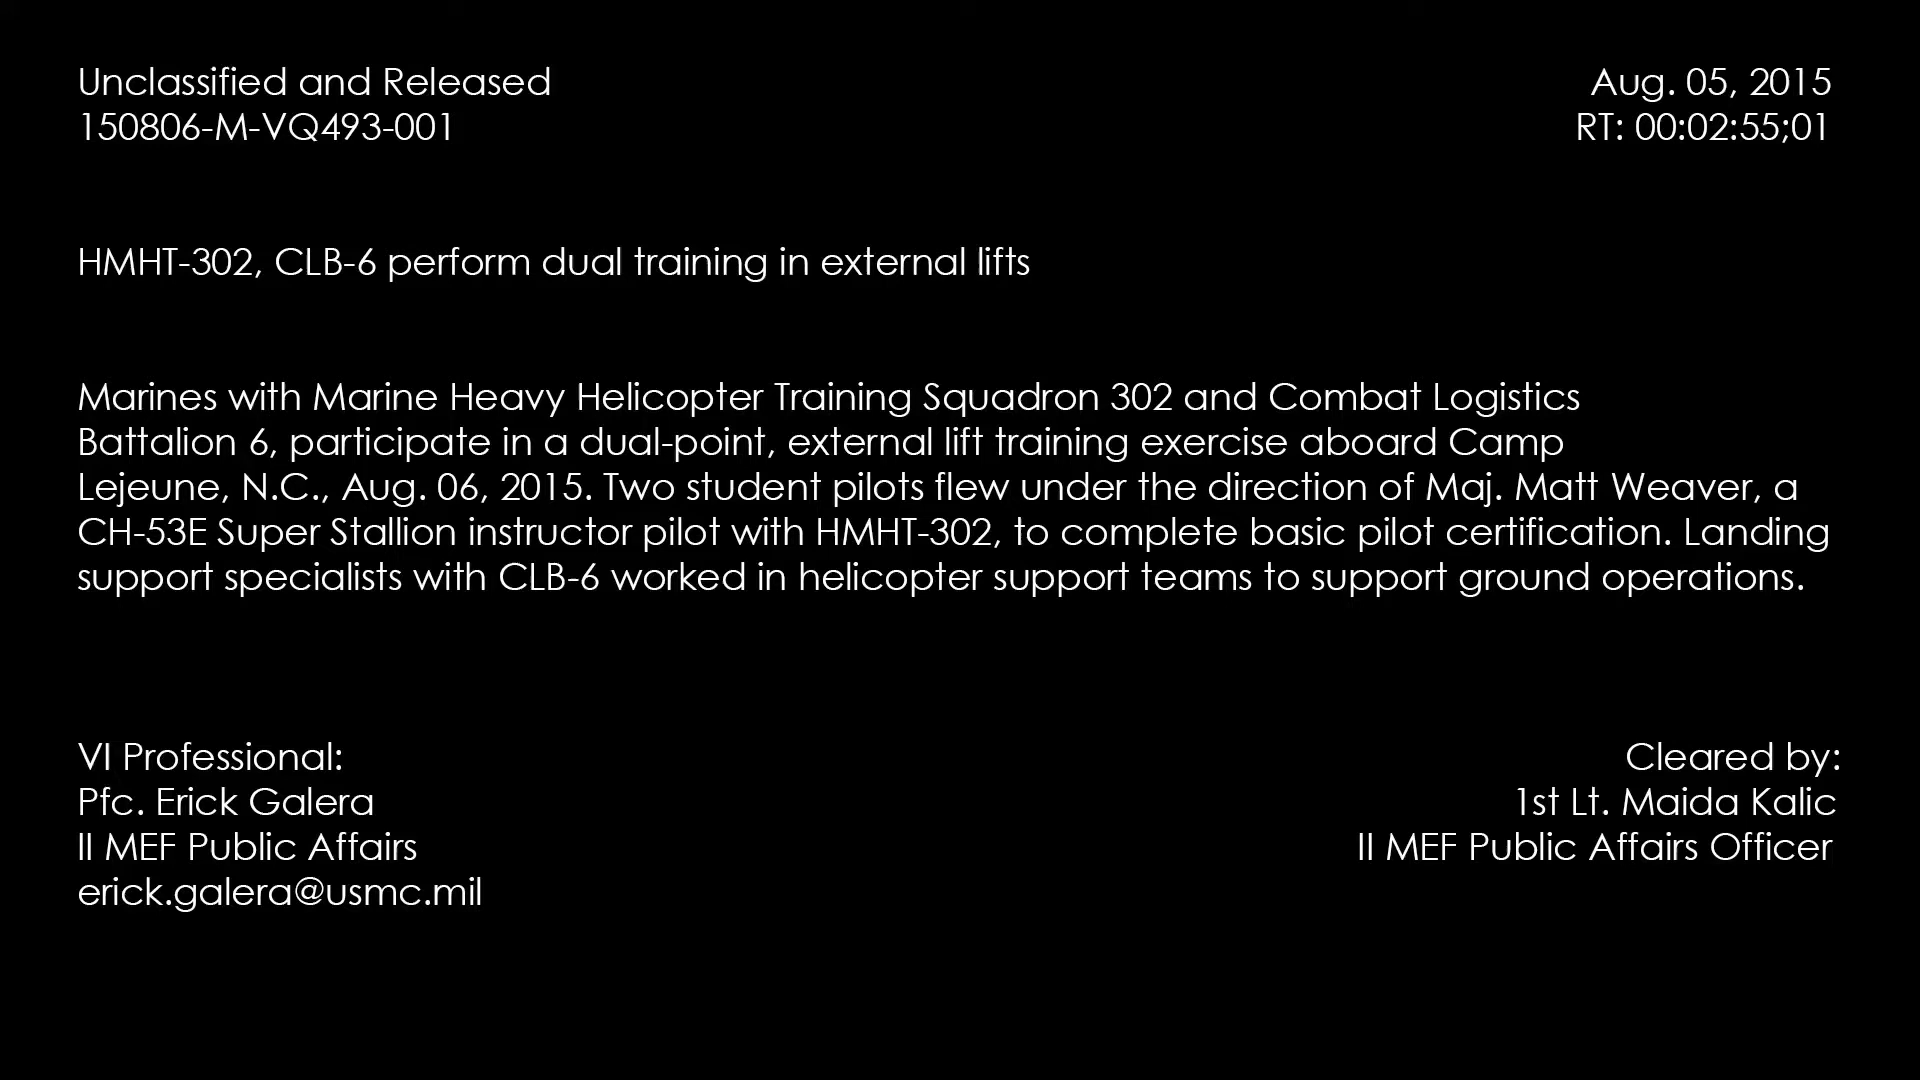 Unclassified and Released
Aug. 05, 2015
150806-M-VQ493-001
RT: 00:02:55;01
HMHT-302, CLB-6 perform dual training in external lifts
Marines with Marine Heavy Helicopter Training Squadron 302 and Combat Logistics
Battalion 6, participate in a dual-point, external lift training exercise aboard Camp
Lejeune, N.C., Aug. 06, 2015. Two student pilots flew under the direction of Maj. Matt Weaver, a
CH-53E Super Stallion instructor pilot with HMHT-302, to complete basic pilot certification. Landing
support specialists with CLB-6 worked in helicopter support teams to support ground operations.
VI Professional:
Pfc. Erick Galera
II MEF Public Affairs
erick.galera@usmc.mil
Cleared by:
1st Lt. Maida Kalic
II MEF Public Affairs Officer